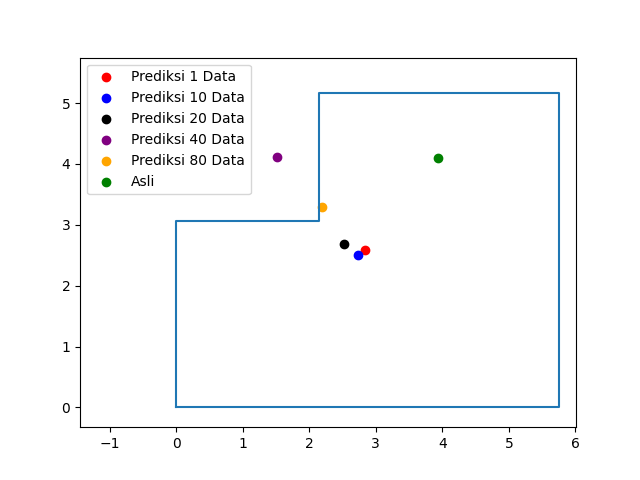 Prediksi 1 Data
Prediksi 10 Data
Prediksi 20 Data
Prediksi 40 Data
Prediksi 80 Data
Asli
5
4
3
2
1
0
−1 0 1 2 3 4 5 6